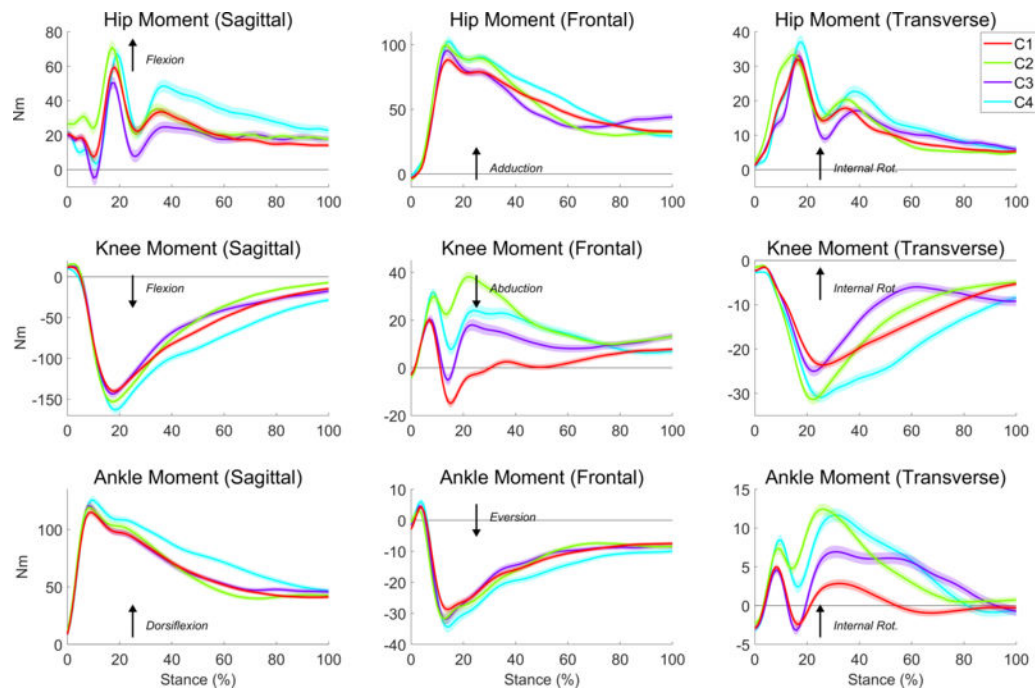 Hip Moment (Sagittal)
Hip Moment (Frontal)
Hip Moment (Transverse)
80
60
40
20
0
Nm
Flexion
0 20 40 60 80 100
100
50
0
Adduction
0 20 40 60 80 100
40
30
20
10
0
Internal Rot.
0 20 40 60 80 100
C1
C2
C3
C4
Knee Moment (Sagittal)
Knee Moment (Frontal)
Knee Moment (Transverse)
0
-50
-100
-150
Nm
Flexion
0 20 40 60 80 100
40
20
0
-20
Abduction
0 20 40 60 80 100
0
-10
-20
-30
Internal Rot.
0 20 40 60 80 100
Ankle Moment (Sagittal)
Ankle Moment (Frontal)
Ankle Moment (Transverse)
100
50
0
Nm
Dorsiflexion
0 20 40 60 80 100
Stance (%)
10
0
-10
-20
-30
-40
Eversion
0 20 40 60 80 100
Stance (%)
15
10
5
0
-5
Internal Rot.
0 20 40 60 80 100
Stance (%)